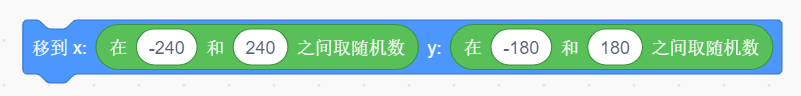 移到 x: 在 -240 和 240 之间取随机数 y: 在 -180 和 180 之间取随机数